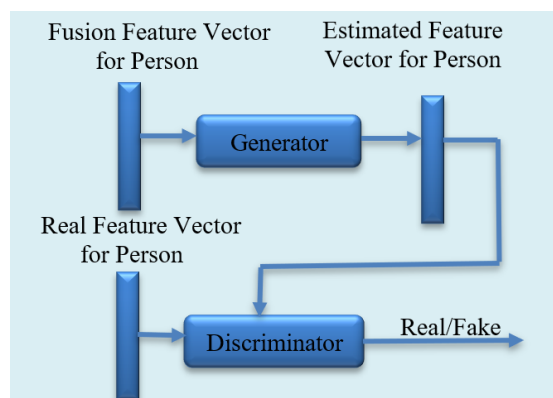 Fusion Feature Vector
for Person
Estimated Feature
Vector for Person
Generator
Real Feature Vector
for Person
Discriminator
Real/Fake